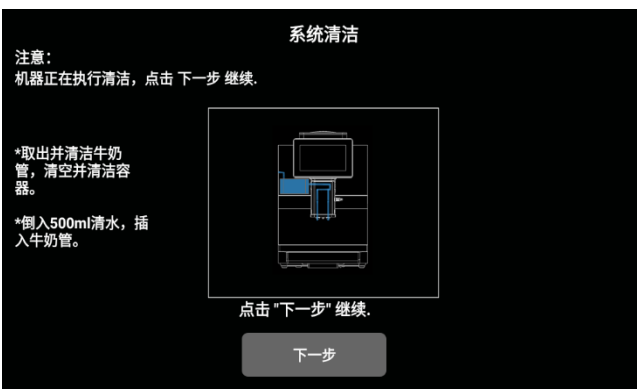 系统清洁
注意：
机器正在执行清洁，点击 下一步 继续.
*取出并清洁牛奶
管，清空并清洁容
器。
*倒入500ml清水，插
入牛奶管。
点击 "下一步" 继续.
下一步